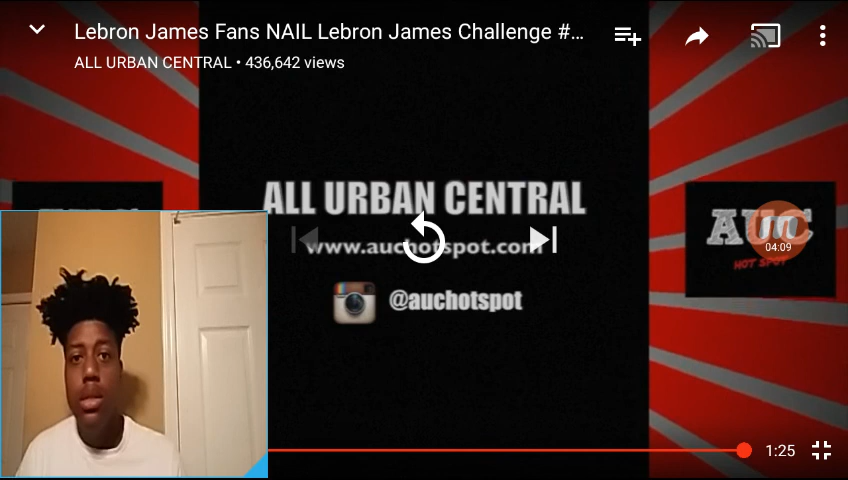 Lebron James Fans NAIL Lebron James Challenge #...
ALL URBAN CENTRAL • 436,642 views
ALL URBAN CENTRAL
www.auchotspot.com
@auchotspot
AUC
04:09
HOT SPOT
1:25